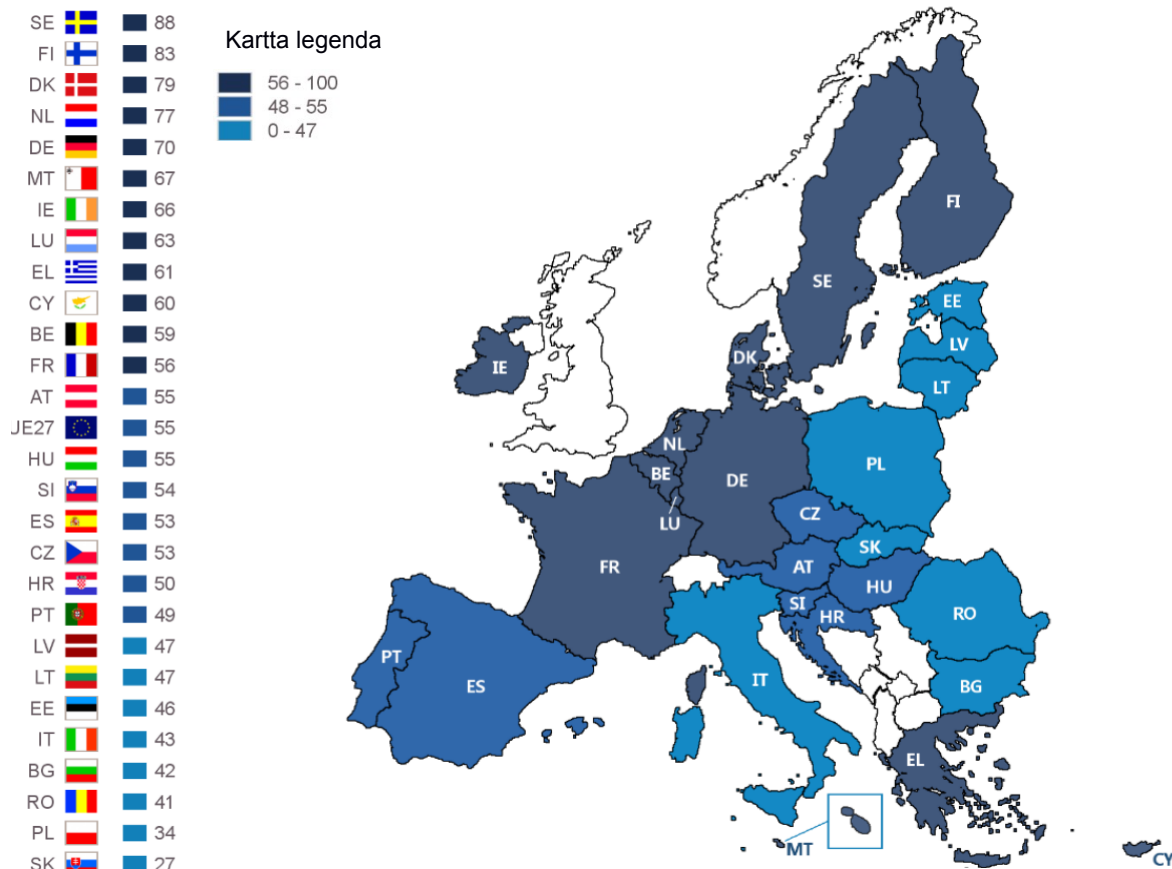 SE 88
FI 83
DK 79
NL 77
DE 70
MT 67
IE 66
LU 63
EL 61
CY 60
BE 59
FR 56
AT 55
JE27 55
HU 55
SI 54
ES 53
CZ 53
HR 50
PT 49
LV 47
LT 47
EE 46
IT 43
BG 42
RO 41
PL 34
SK 27
Kartta legenda
56 - 100
48 - 55
0 - 47
FI
SE
EE
LV
LT
DK
IE
NL
BE
LU
DE
PL
CZ
SK
FR
AT
HU
SI
HR
RO
PT
ES
IT
BG
EL
MT
CY